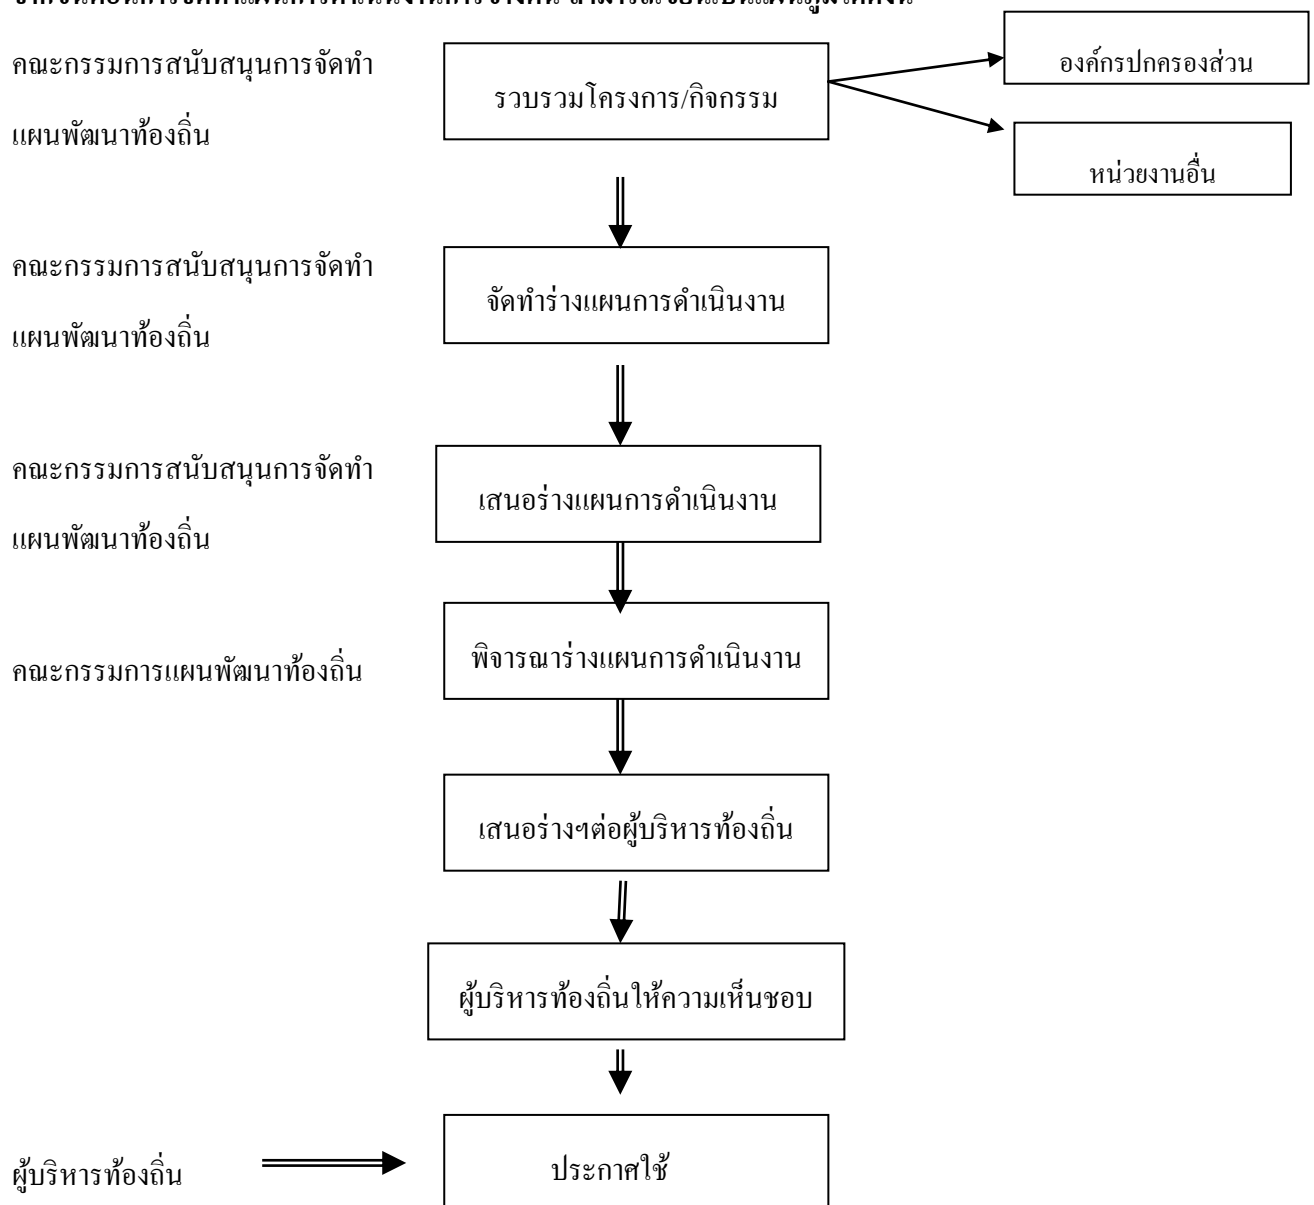 คณะกรรมการสนับสนุนการจัดทำ
แผนพัฒนาท้องถิ่น
รวบรวมโครงการ/กิจกรรม
องค์กรปกครองส่วน
หน่วยงานอื่น
คณะกรรมการสนับสนุนการจัดทำ
แผนพัฒนาท้องถิ่น
จัดทำร่างแผนการดำเนินงาน
คณะกรรมการสนับสนุนการจัดทำ
แผนพัฒนาท้องถิ่น
เสนอร่างแผนการดำเนินงาน
คณะกรรมการแผนพัฒนาท้องถิ่น
พิจารณาร่างแผนการดำเนินงาน
เสนอร่างฯต่อผู้บริหารท้องถิ่น
ผู้บริหารท้องถิ่นให้ความเห็นชอบ
ผู้บริหารท้องถิ่น
ประกาศใช้